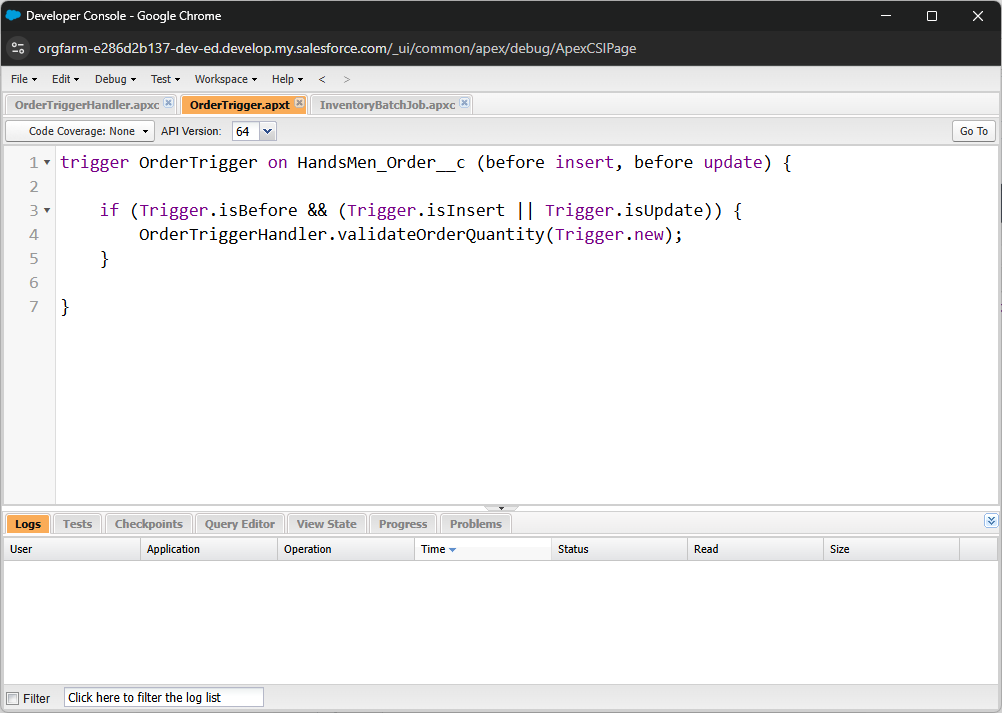 Developer Console - Google Chrome
orgfarm-e286d2b137-dev-ed.develop.my.salesforce.com/_ui/common/apex/debug/ApexCSIPage
File Edit Debug Test Workspace Help < >
OrderTriggerHandler.apxc OrderTrigger.apxt InventoryBatchJob.apxc
Code Coverage: None API Version: 64 Go To
1 trigger OrderTrigger on HandsMen_Order__c (before insert, before update) {
2
3 if (Trigger.isBefore && (Trigger.isInsert || Trigger.isUpdate)) {
4 OrderTriggerHandler.validateOrderQuantity(Trigger.new);
5 }
6
7 }
Logs Tests Checkpoints Query Editor View State Progress Problems
User Application Operation Time Status Read Size
Filter Click here to filter the log list